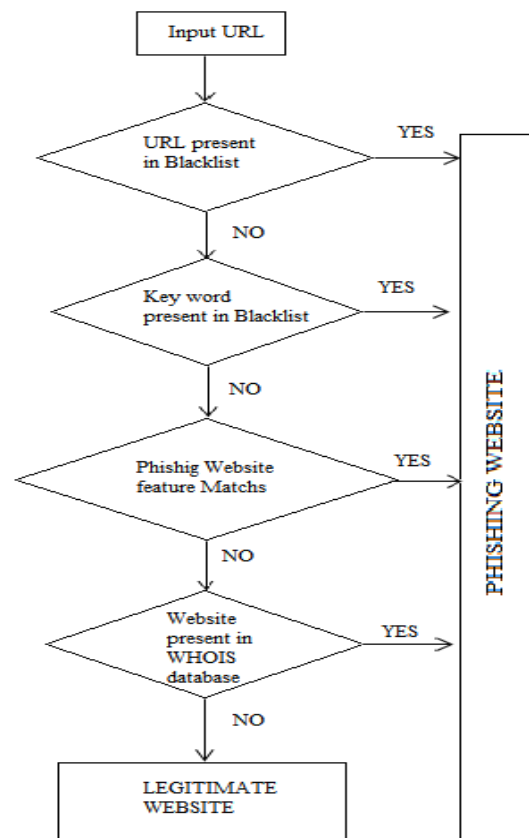 Input URL
URL present
in Blacklist
YES
NO
Key word
present in Blacklist
YES
NO
Phishig Website
feature Matchs
YES
NO
Website
present in
WHOIS
database
YES
NO
LEGITIMATE
WEBSITE
PHISHING WEBSITE